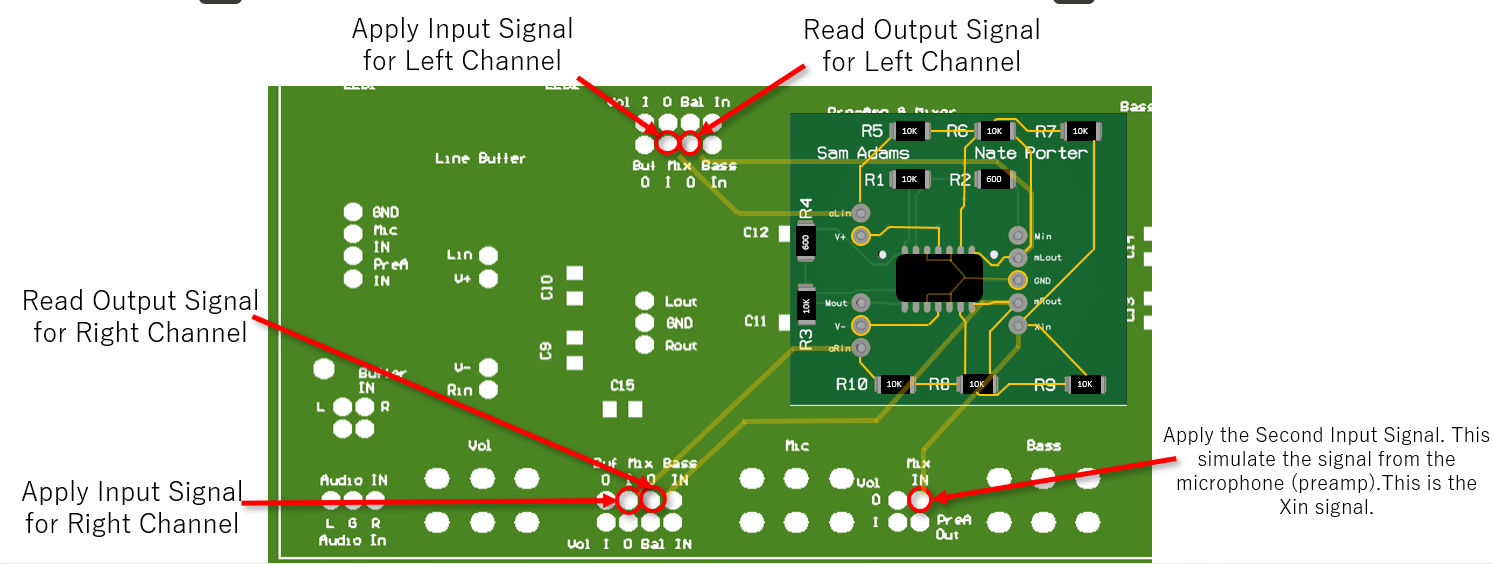 Apply Input Signal
for Left Channel
Read Output Signal
for Left Channel
Vol I O Bal In
Pre-Amp & Mixer
Bass
R5 10K R6 10K R7 10K
Sam Adams Nate Porter
Line Buffer
Buf Mix Bass
O I O In
R1 10K R2 600
R4
600
aLin
V+
Min
mLout
GND
mRout
Xin
GND
Mic
IN
PreA
IN
Lin
V+
C12
C10
Lout
GND
Rout
C11
Mout
V-
aRin
10K
R3
C9
Read Output Signal
for Right Channel
V-
Rin
Buffer
IN
L R
C15
R10 10K R8 10K R9 10K
Vol
Mic
Bass
Buf Mix Bass
O I O IN
Mix
IN
Vol
O
I
PreA
Out
Audio IN
L G R
Audio In
Vol I O Bal IN
Apply Input Signal
for Right Channel
Apply the Second Input Signal. This
simulate the signal from the
microphone (preamp).This is the
Xin signal.